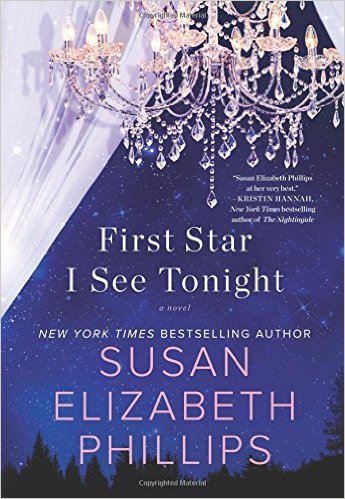 "Susan
Elizabeth Phillips
at her very best."
—KRISTIN HANNAH,
New York Times bestselling
author of The Nightingale
First Star
I See Tonight
a novel
NEW YORK TIMES BESTSELLING AUTHOR
SUSAN
ELIZABETH
PHILLIPS